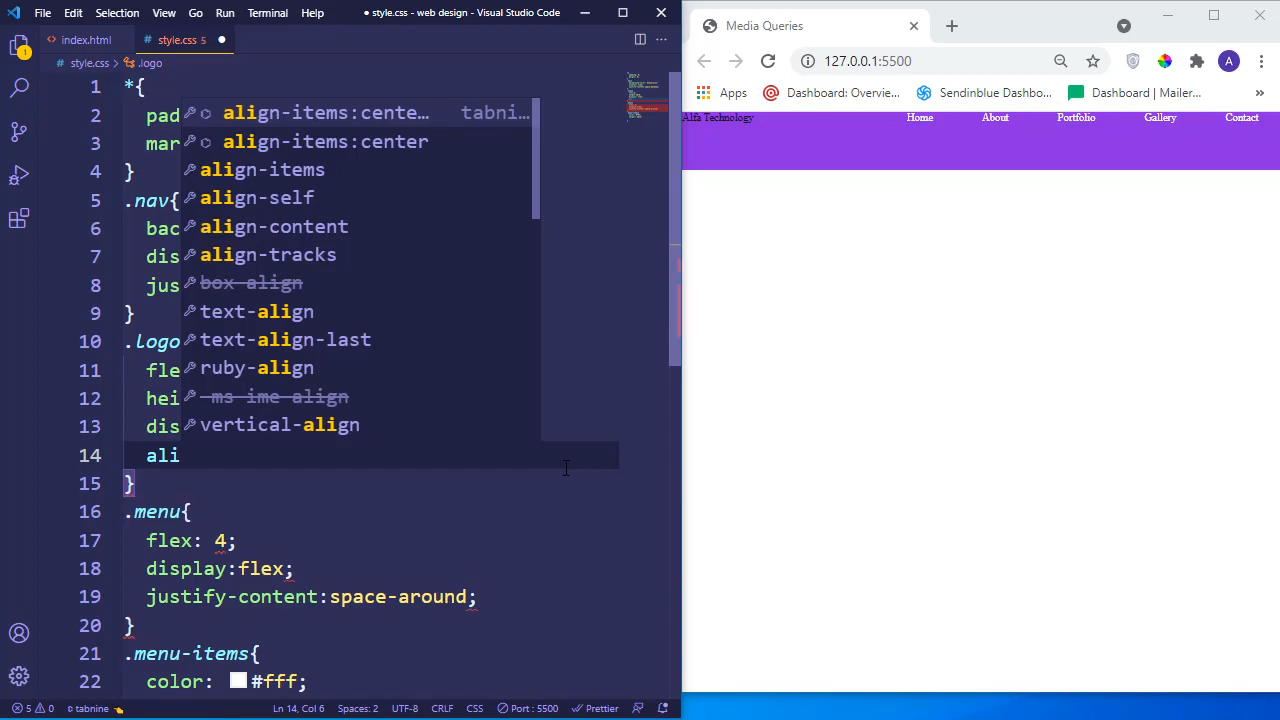 File Edit Selection View Go Run Terminal Help
● style.css - web design - Visual Studio Code
index.html
style.css 5 ●
style.css > .logo
1 *{
2 pad
3 mar
4 }
5 .nav{
6 bac
7 dis
8 jus
9 }
10 .logo
11 fle
12 hei
13 dis
14 ali
15 }
16 .menu{
17 flex: 4;
18 display:flex;
19 justify-content:space-around;
20 }
21 .menu-items{
22 color: #fff;
align-items:cente… tabni…
align-items:center
align-items
align-self
align-content
align-tracks
box-align
text-align
text-align-last
ruby-align
-ms-ime-align
vertical-align
1
5 0 tabnine Ln 14, Col 6 Spaces: 2 UTF-8 CRLF CSS Port : 5500 Prettier
Media Queries
127.0.0.1:5500
A
Apps Dashboard: Overvie… Sendinblue Dashbo… Dashboard | Mailer… »
Alfa Technology Home About Portfolio Gallery Contact